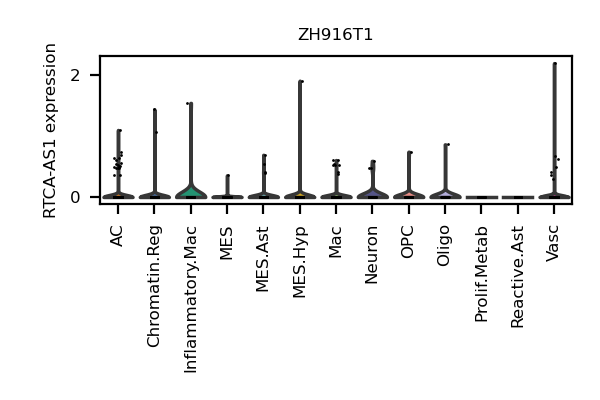 ZH916T1
RTCA-AS1 expression
2
0
AC
Chromatin.Reg
Inflammatory.Mac
MES
MES.Ast
MES.Hyp
Mac
Neuron
OPC
Oligo
Prolif.Metab
Reactive.Ast
Vasc